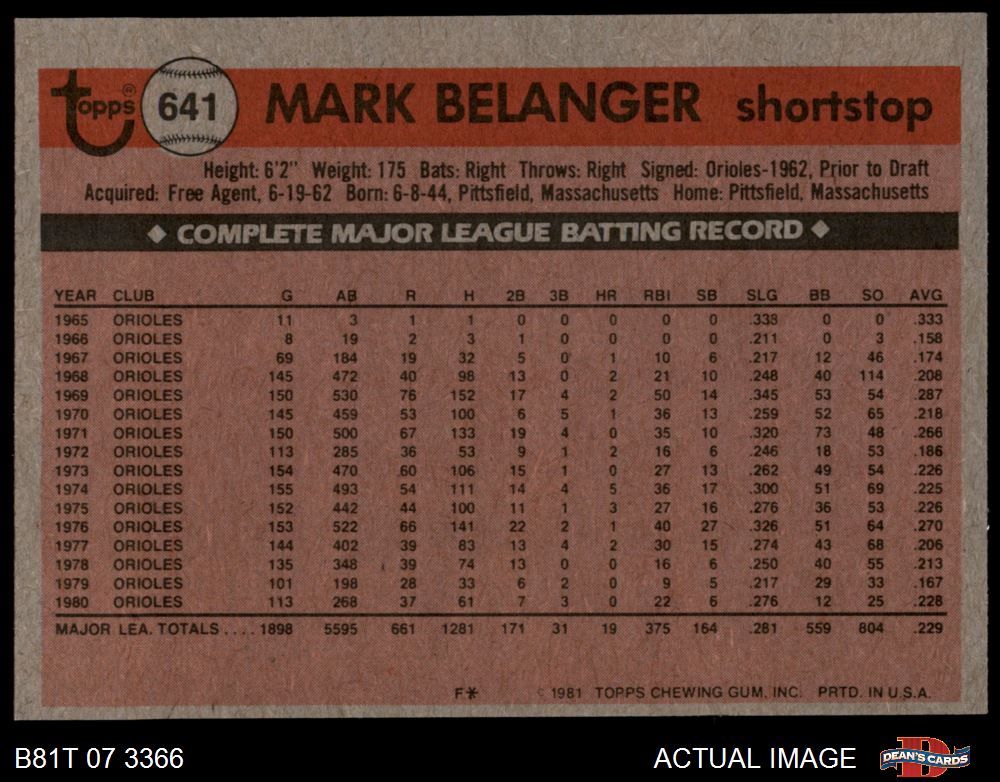 Topps® 641 MARK BELANGER shortstop
Height: 6'2" Weight: 175 Bats: Right Throws: Right Signed: Orioles-1962, Prior to Draft
Acquired: Free Agent, 6-19-62 Born: 6-8-44, Pittsfield, Massachusetts Home: Pittsfield, Massachusetts
◆ COMPLETE MAJOR LEAGUE BATTING RECORD ◆
YEAR CLUB G AB R H 2B 3B HR RBI SB SLG BB SO AVG
1965 ORIOLES 11 3 1 1 0 0 0 0 0 .333 0 0 .333
1966 ORIOLES 8 19 2 3 1 0 0 0 0 .211 0 3 .158
1967 ORIOLES 69 184 19 32 5 0 1 10 6 .217 12 46 .174
1968 ORIOLES 145 472 40 98 13 0 2 21 10 .248 40 114 .208
1969 ORIOLES 150 530 76 152 17 4 2 50 14 .345 53 54 .287
1970 ORIOLES 145 459 53 100 6 5 1 36 13 .259 52 65 .218
1971 ORIOLES 150 500 67 133 19 4 0 35 10 .320 73 48 .266
1972 ORIOLES 113 285 36 53 9 1 2 16 6 .246 18 53 .186
1973 ORIOLES 154 470 60 106 15 1 0 27 13 .262 49 54 .226
1974 ORIOLES 155 493 54 111 14 4 5 36 17 .300 51 69 .225
1975 ORIOLES 152 442 44 100 11 1 3 27 16 .276 36 53 .226
1976 ORIOLES 153 522 66 141 22 2 1 40 27 .326 51 64 .270
1977 ORIOLES 144 402 39 83 13 4 2 30 15 .274 43 68 .206
1978 ORIOLES 135 348 39 74 13 0 0 16 6 .250 40 55 .213
1979 ORIOLES 101 198 28 33 6 2 0 9 5 .217 29 33 .167
1980 ORIOLES 113 268 37 61 7 3 0 22 6 .276 12 25 .228
MAJOR LEA. TOTALS .... 1898 5595 661 1281 171 31 19 375 164 .281 559 804 .229
F* © 1981 TOPPS CHEWING GUM, INC. PRTD. IN U.S.A.
B81T 07 3366 ACTUAL IMAGE DEAN'S CARDS